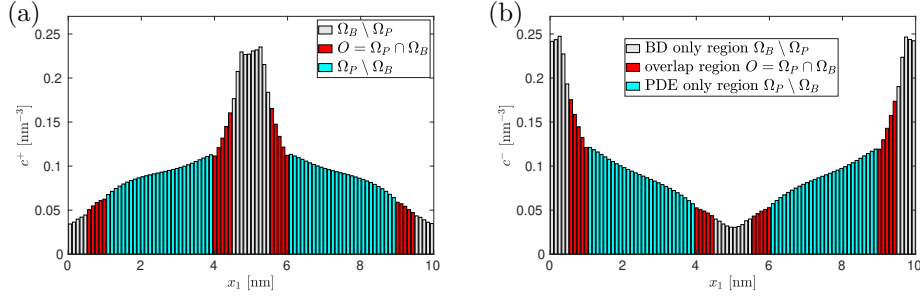 (a)
0.25
0.2
0.15
0.1
0.05
0
c⁺ [nm⁻³]
Ω_B \ Ω_P
O = Ω_P ∩ Ω_B
Ω_P \ Ω_B
0 2 4 6 8 10
x₁ [nm]
(b)
0.25
0.2
0.15
0.1
0.05
0
c⁻ [nm⁻³]
BD only region Ω_B \ Ω_P
overlap region O = Ω_P ∩ Ω_B
PDE only region Ω_P \ Ω_B
0 2 4 6 8 10
x₁ [nm]